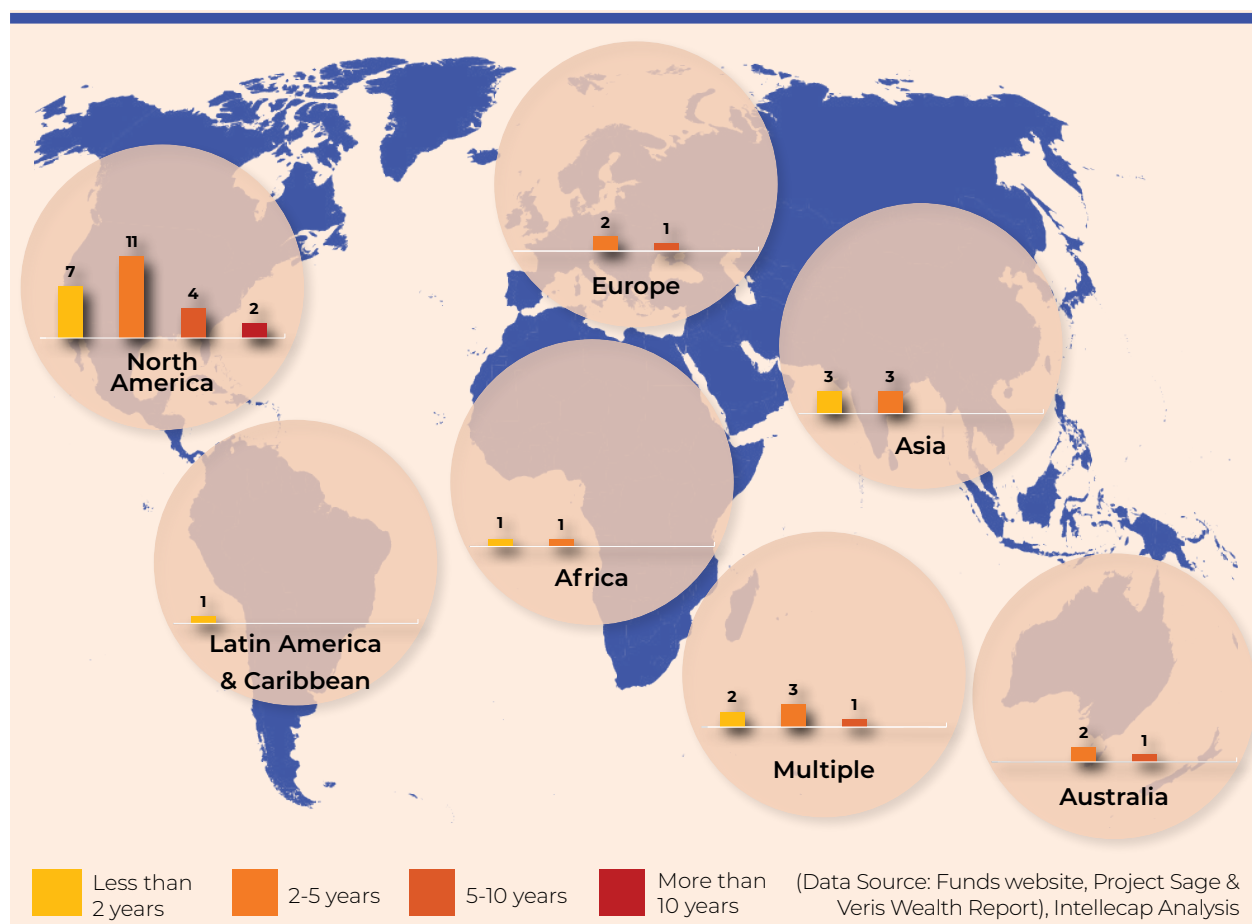 2
1
Europe
7
11
4
2
North
America
3
3
Asia
1
1
Africa
1
Latin America
& Caribbean
2
3
1
Multiple
2
1
Australia
Less than
2 years
2-5 years
5-10 years
More than
10 years
(Data Source: Funds website, Project Sage &
Veris Wealth Report), Intellecap Analysis